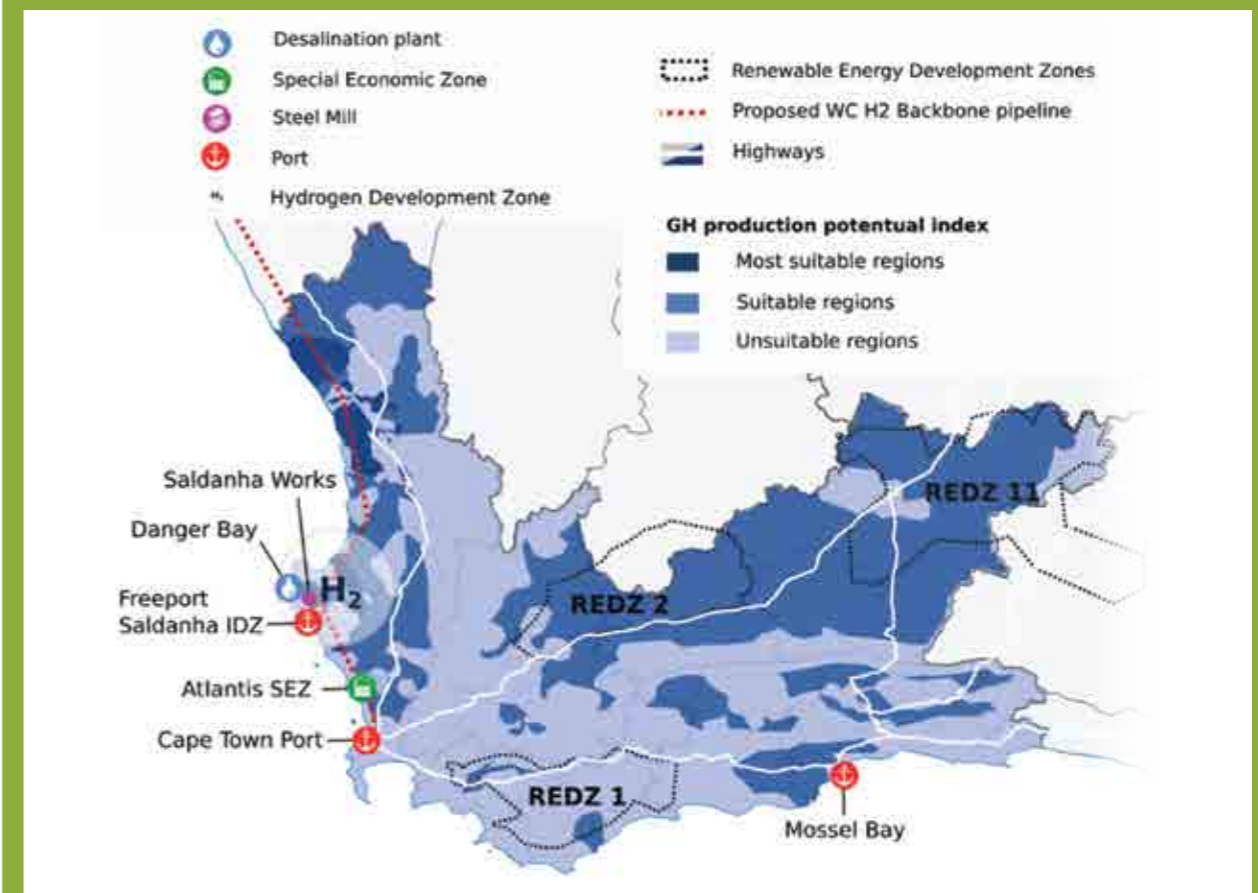 Desalination plant
Special Economic Zone
Steel Mill
Port
H₂ Hydrogen Development Zone
Renewable Energy Development Zones
Proposed WC H2 Backbone pipeline
Highways
GH production potentual index
Most suitable regions
Suitable regions
Unsuitable regions
Saldanha Works
Danger Bay
H₂
Freeport
Saldanha IDZ
Atlantis SEZ
Cape Town Port
REDZ 11
REDZ 2
REDZ 1
Mossel Bay